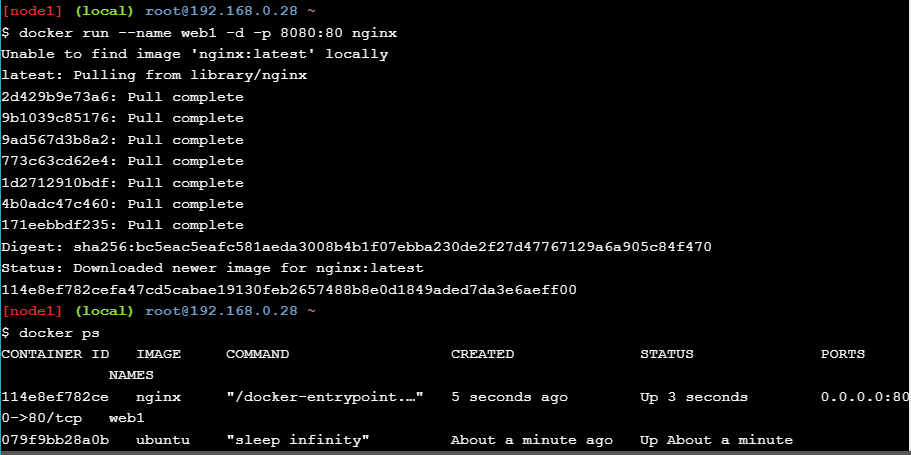 [node1] (local) root@192.168.0.28 ~
$ docker run --name web1 -d -p 8080:80 nginx
Unable to find image 'nginx:latest' locally
latest: Pulling from library/nginx
2d429b9e73a6: Pull complete
9b1039c85176: Pull complete
9ad567d3b8a2: Pull complete
773c63cd62e4: Pull complete
1d2712910bdf: Pull complete
4b0adc47c460: Pull complete
171eebbdf235: Pull complete
Digest: sha256:bc5eac5eafc581aeda3008b4b1f07ebba230de2f27d47767129a6a905c84f470
Status: Downloaded newer image for nginx:latest
114e8ef782cefa47cd5cabae19130feb2657488b8e0d1849aded7da3e6aeff00
[node1] (local) root@192.168.0.28 ~
$ docker ps
CONTAINER ID   IMAGE     COMMAND                  CREATED              STATUS              PORTS
            NAMES
114e8ef782ce   nginx     "/docker-entrypoint.…"   5 seconds ago        Up 3 seconds        0.0.0.0:80
0->80/tcp   web1
079f9bb28a0b   ubuntu    "sleep infinity"         About a minute ago   Up About a minute